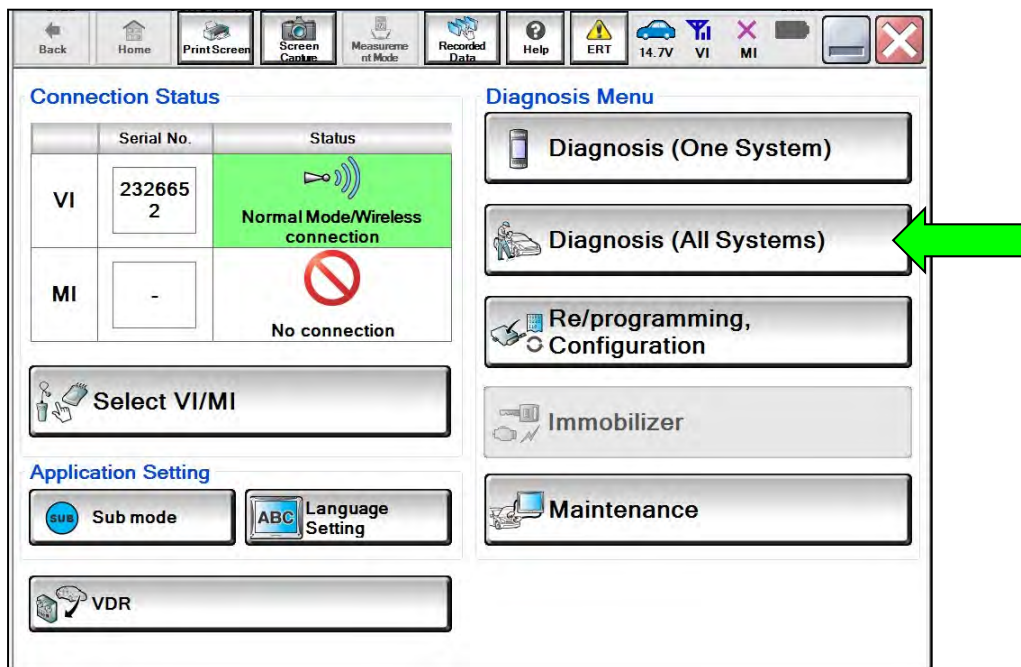 Back
Home
Print Screen
Screen
Capture
Measureme
nt Mode
Recorded
Data
Help
ERT
14.7V
VI
MI
Connection Status
Serial No.
Status
VI
232665
2
Normal Mode/Wireless
connection
MI
-
No connection
Select VI/MI
Application Setting
SUB
Sub mode
ABC
Language
Setting
VDR
Diagnosis Menu
Diagnosis (One System)
Diagnosis (All Systems)
Re/programming,
Configuration
Immobilizer
Maintenance